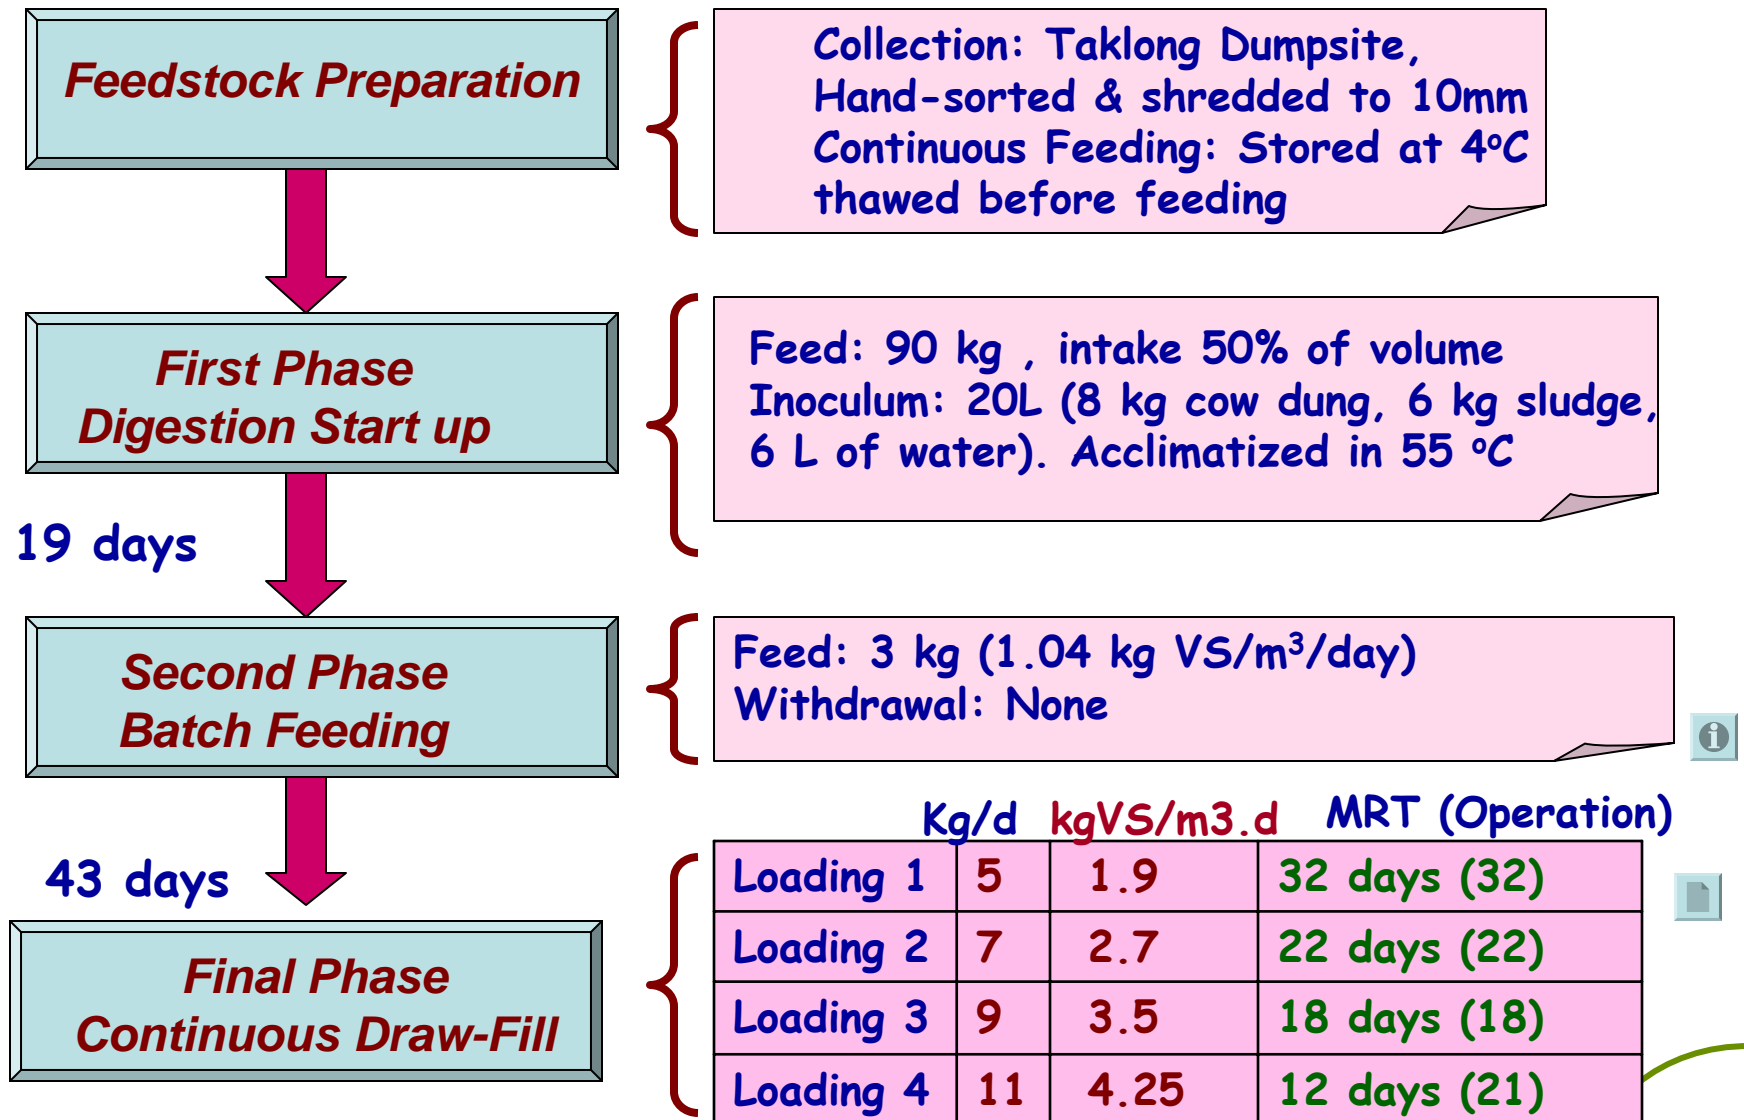 Feedstock Preparation
Collection: Taklong Dumpsite,
Hand-sorted & shredded to 10mm
Continuous Feeding: Stored at 4°C
thawed before feeding
First Phase
Digestion Start up
Feed: 90 kg , intake 50% of volume
Inoculum: 20L (8 kg cow dung, 6 kg sludge,
6 L of water). Acclimatized in 55 °C
19 days
Second Phase
Batch Feeding
Feed: 3 kg (1.04 kg VS/m³/day)
Withdrawal: None
43 days
Final Phase
Continuous Draw-Fill
Kg/d kgVS/m3.d MRT (Operation)
Loading 1 5 1.9 32 days (32)
Loading 2 7 2.7 22 days (22)
Loading 3 9 3.5 18 days (18)
Loading 4 11 4.25 12 days (21)